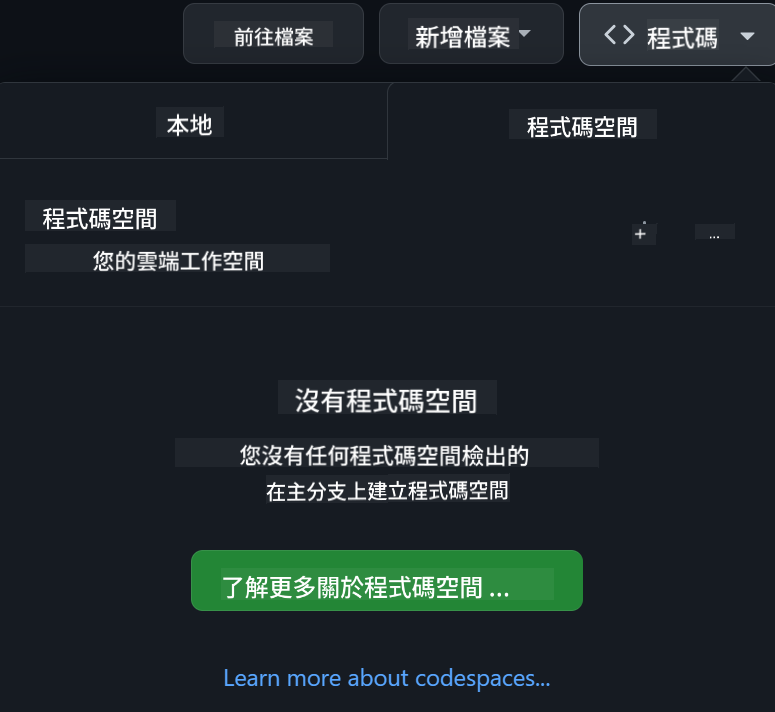 前往檔案
新增檔案
<> 程式碼
本地
程式碼空間
程式碼空間
+
...
您的雲端工作空間
沒有程式碼空間
您沒有任何程式碼空間檢出的
在主分支上建立程式碼空間
了解更多關於程式碼空間 ...
Learn more about codespaces...